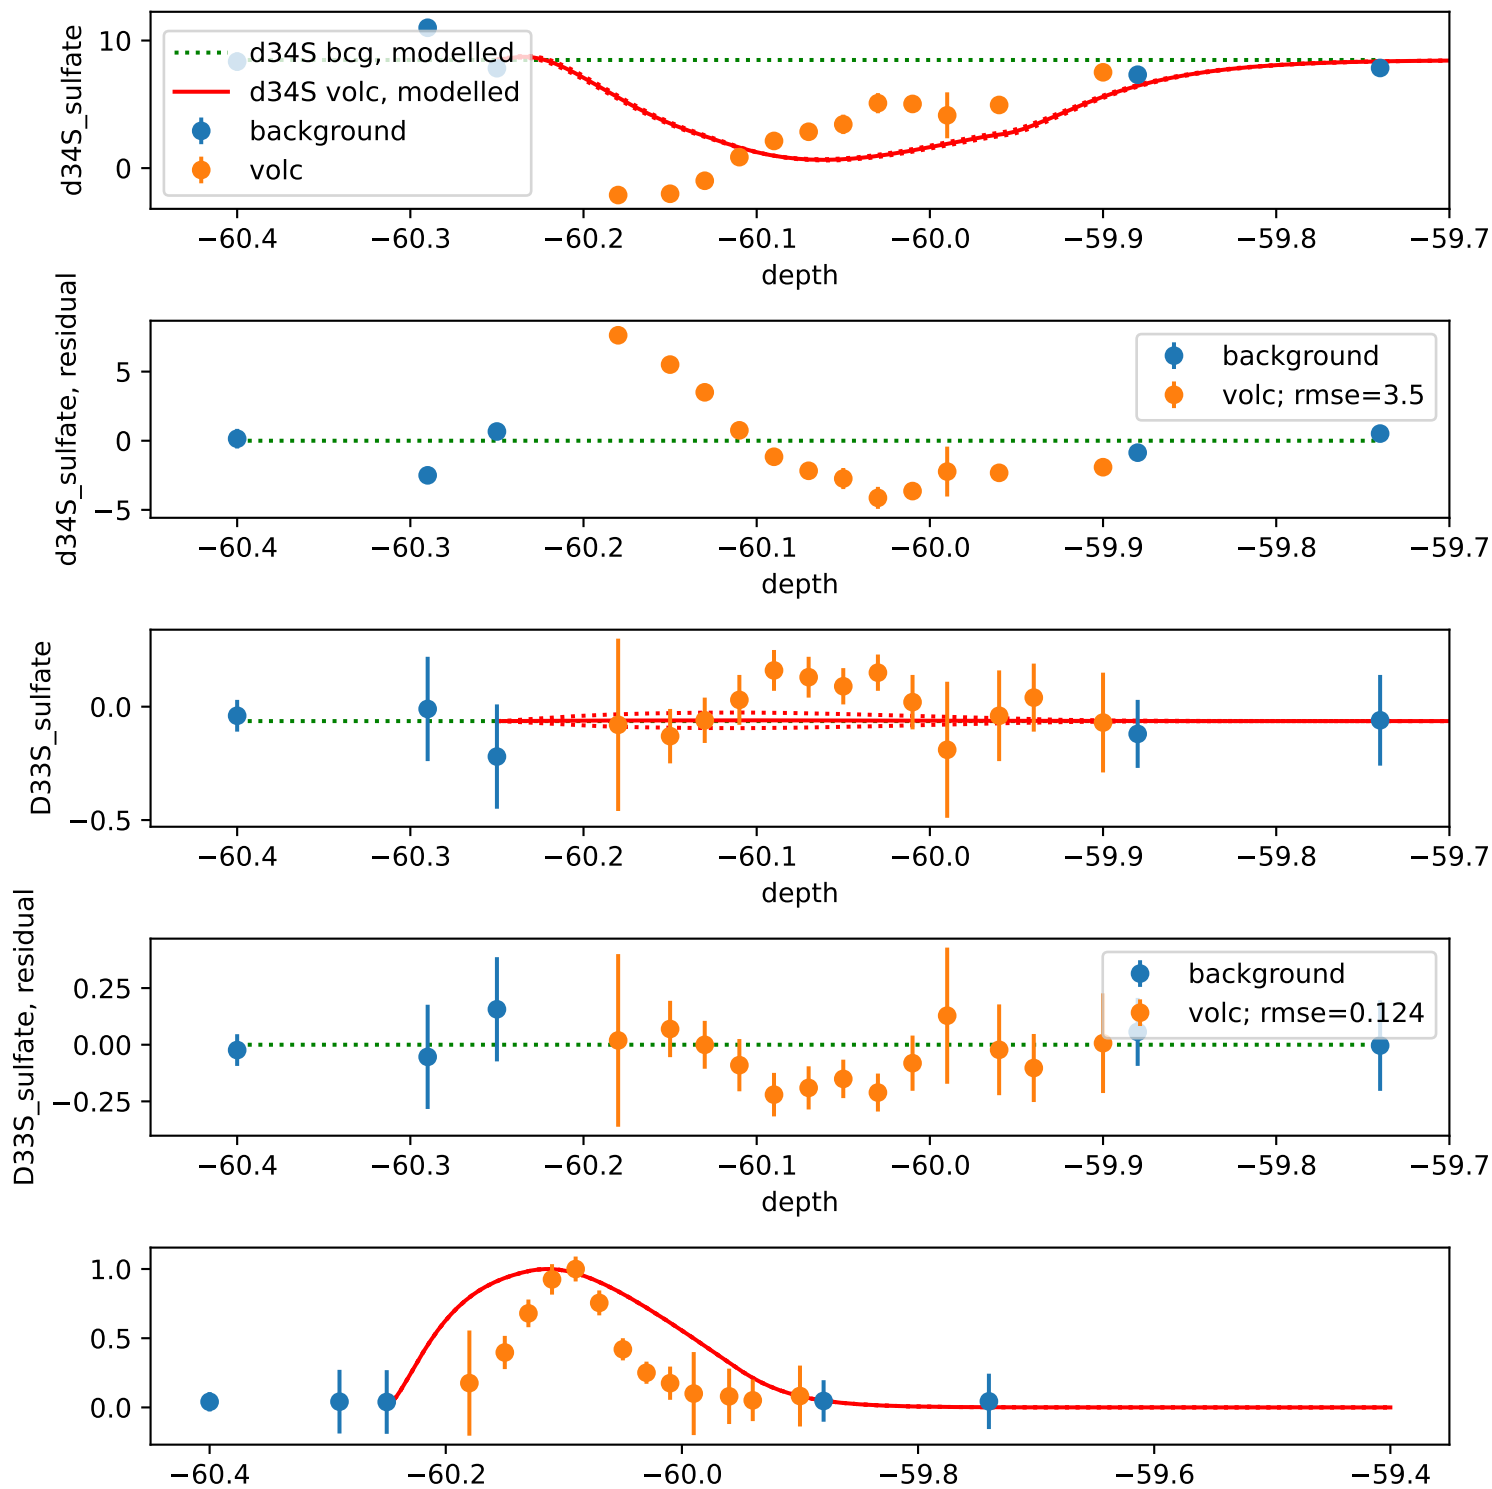 10
0
d34S_sulfate
d34S bcg, modelled
d34S volc, modelled
background
volc
−60.4 −60.3 −60.2 −60.1 −60.0 −59.9 −59.8 −59.7
depth
5
0
−5
d34S_sulfate, residual
background
volc; rmse=3.5
−60.4 −60.3 −60.2 −60.1 −60.0 −59.9 −59.8 −59.7
depth
0.0
−0.5
D33S_sulfate
−60.4 −60.3 −60.2 −60.1 −60.0 −59.9 −59.8 −59.7
depth
0.25
0.00
−0.25
D33S_sulfate, residual
background
volc; rmse=0.124
−60.4 −60.3 −60.2 −60.1 −60.0 −59.9 −59.8 −59.7
depth
1.0
0.5
0.0
−60.4 −60.2 −60.0 −59.8 −59.6 −59.4